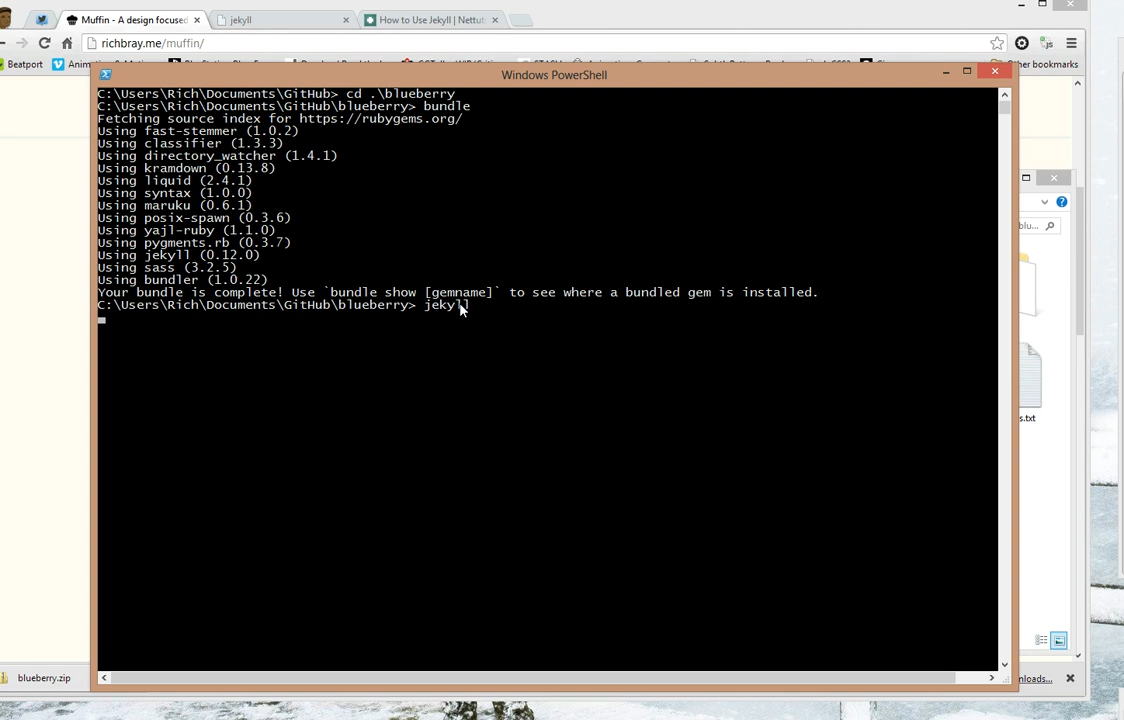 Muffin - A design focused
jekyll
How to Use Jekyll | Nettuts
richbray.me/muffin/
Beatport
Other bookmarks
Windows PowerShell
C:\Users\Rich\Documents\GitHub> cd .\blueberry
C:\Users\Rich\Documents\GitHub\blueberry> bundle
Fetching source index for https://rubygems.org/
Using fast-stemmer (1.0.2)
Using classifier (1.3.3)
Using directory_watcher (1.4.1)
Using kramdown (0.13.8)
Using liquid (2.4.1)
Using syntax (1.0.0)
Using maruku (0.6.1)
Using posix-spawn (0.3.6)
Using yajl-ruby (1.1.0)
Using pygments.rb (0.3.7)
Using jekyll (0.12.0)
Using sass (3.2.5)
Using bundler (1.0.22)
Your bundle is complete! Use `bundle show [gemname]` to see where a bundled gem is installed.
C:\Users\Rich\Documents\GitHub\blueberry> jekyll
blu...
s.txt
blueberry.zip
nloads...